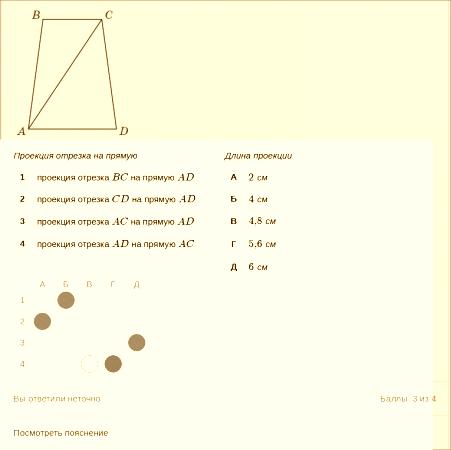 B C
A D
Проекция отрезка на прямую Длина проекции
1 проекция отрезка BC на прямую AD А 2 см
2 проекция отрезка CD на прямую AD Б 4 см
3 проекция отрезка AC на прямую AD В 4,8 см
4 проекция отрезка AD на прямую AC Г 5,6 см
Д 6 см
А Б В Г Д
1
2
3
4
Вы ответили неточно Баллы 3 из 4
Посмотреть пояснение